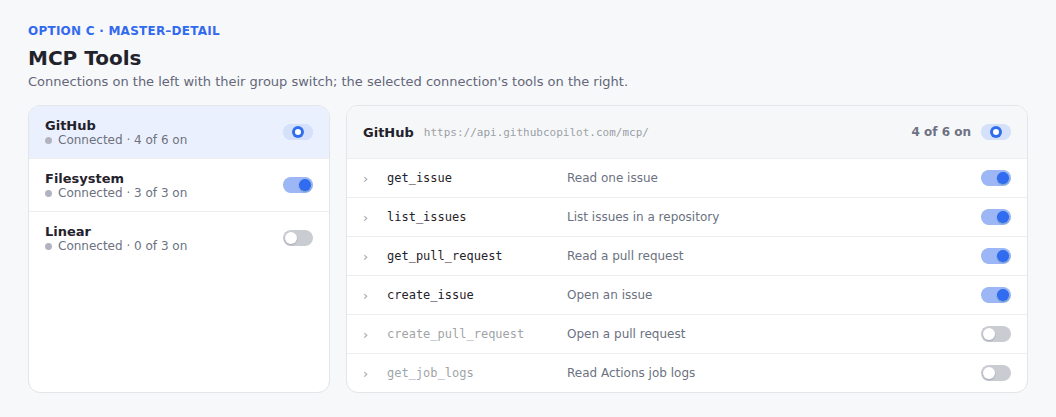 OPTION C · MASTER–DETAIL
MCP Tools
Connections on the left with their group switch; the selected connection's tools on the right.
GitHub
Connected · 4 of 6 on
Filesystem
Connected · 3 of 3 on
Linear
Connected · 0 of 3 on
GitHub https://api.githubcopilot.com/mcp/ 4 of 6 on
› get_issue Read one issue
› list_issues List issues in a repository
› get_pull_request Read a pull request
› create_issue Open an issue
› create_pull_request Open a pull request
› get_job_logs Read Actions job logs